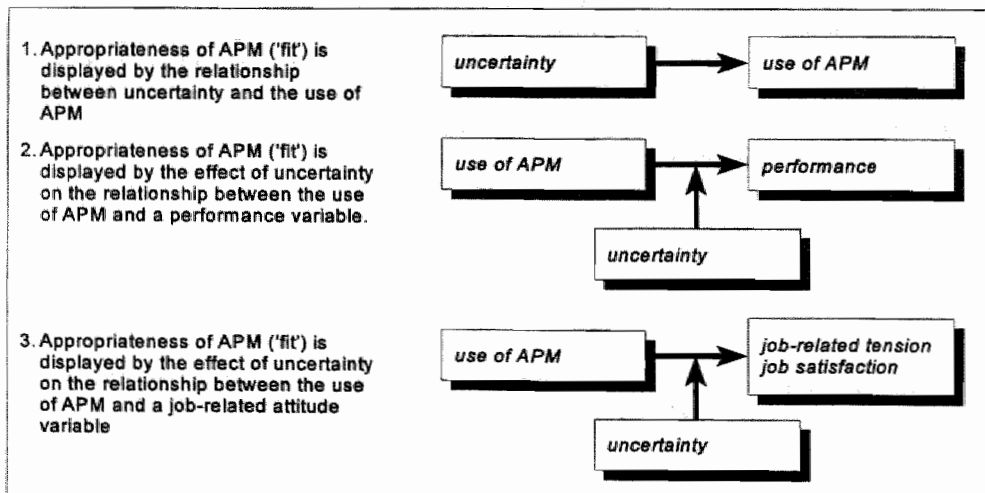 1. Appropriateness of APM ('fit') is
displayed by the relationship
between uncertainty and the use of
APM
uncertainty
use of APM
2. Appropriateness of APM ('fit') is
displayed by the effect of uncertainty
on the relationship between the use
of APM and a performance variable.
use of APM
performance
uncertainty
3. Appropriateness of APM ('fit') is
displayed by the effect of uncertainty
on the relationship between the use
of APM and a job-related attitude
variable
use of APM
job-related tension
job satisfaction
uncertainty